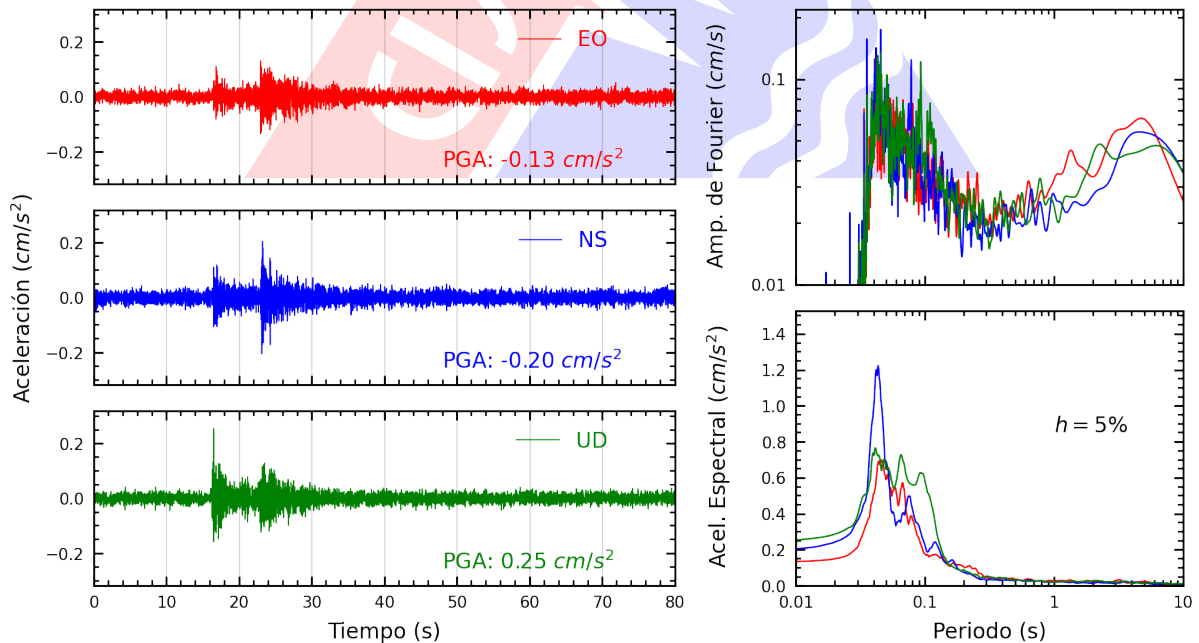 Aceleración (cm/s²)
0.2
0.0
−0.2
EO
PGA: -0.13 cm/s²
0.2
0.0
−0.2
NS
PGA: -0.20 cm/s²
0.2
0.0
−0.2
UD
PGA: 0.25 cm/s²
0 10 20 30 40 50 60 70 80
Tiempo (s)
Amp. de Fourier (cm/s)
0.1
0.01
Acel. Espectral (cm/s²)
1.4
1.2
1.0
0.8
0.6
0.4
0.2
0.0
h = 5%
0.01 0.1 1 10
Periodo (s)